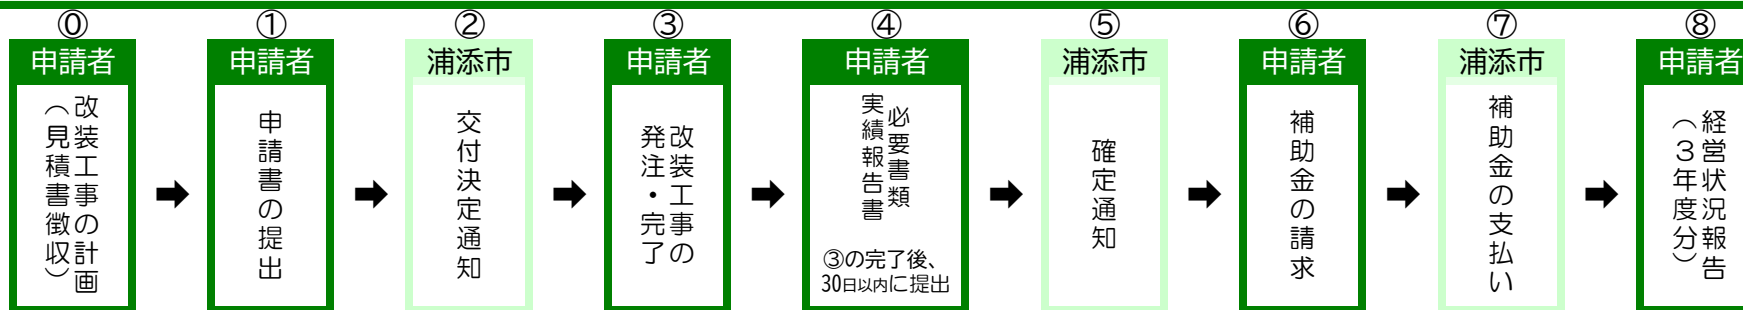 ⓪
申請者
改装工事の計画
（見積書徴収）
①
申請者
申請書の提出
②
浦添市
交付決定通知
③
申請者
改装工事の
発注・完了
④
申請者
必要書類
実績報告書
③の完了後、
30日以内に提出
⑤
浦添市
確定通知
⑥
申請者
補助金の請求
⑦
浦添市
補助金の支払い
⑧
申請者
経営状況報告
（３年度分）